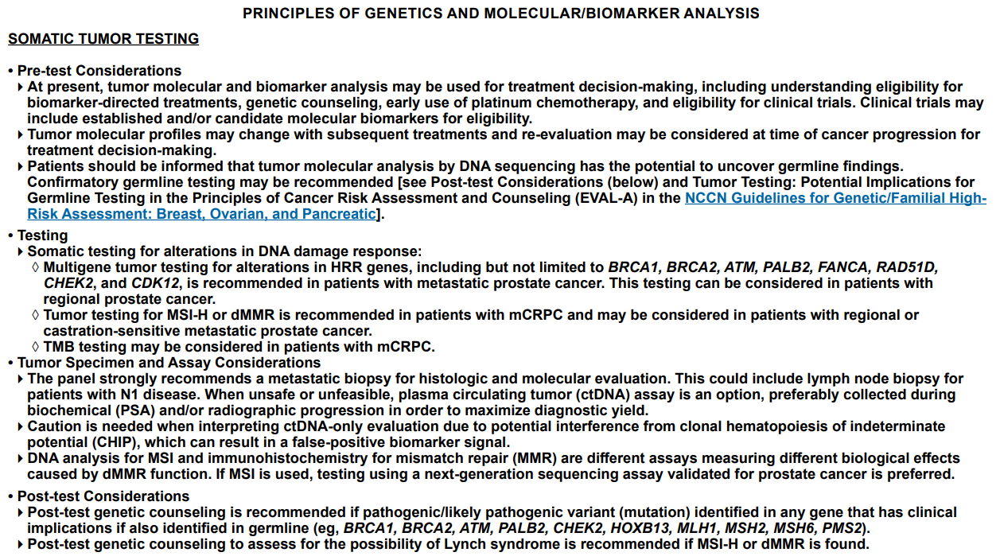 PRINCIPLES OF GENETICS AND MOLECULAR/BIOMARKER ANALYSIS
SOMATIC TUMOR TESTING
• Pre-test Considerations
▸ At present, tumor molecular and biomarker analysis may be used for treatment decision-making, including understanding eligibility for
biomarker-directed treatments, genetic counseling, early use of platinum chemotherapy, and eligibility for clinical trials. Clinical trials may
include established and/or candidate molecular biomarkers for eligibility.
▸ Tumor molecular profiles may change with subsequent treatments and re-evaluation may be considered at time of cancer progression for
treatment decision-making.
▸ Patients should be informed that tumor molecular analysis by DNA sequencing has the potential to uncover germline findings.
Confirmatory germline testing may be recommended [see Post-test Considerations (below) and Tumor Testing: Potential Implications for
Germline Testing in the Principles of Cancer Risk Assessment and Counseling (EVAL-A) in the NCCN Guidelines for Genetic/Familial High-
Risk Assessment: Breast, Ovarian, and Pancreatic].
• Testing
▸ Somatic testing for alterations in DNA damage response:
◊ Multigene tumor testing for alterations in HRR genes, including but not limited to BRCA1, BRCA2, ATM, PALB2, FANCA, RAD51D,
CHEK2, and CDK12, is recommended in patients with metastatic prostate cancer. This testing can be considered in patients with
regional prostate cancer.
◊ Tumor testing for MSI-H or dMMR is recommended in patients with mCRPC and may be considered in patients with regional or
castration-sensitive metastatic prostate cancer.
◊ TMB testing may be considered in patients with mCRPC.
• Tumor Specimen and Assay Considerations
▸ The panel strongly recommends a metastatic biopsy for histologic and molecular evaluation. This could include lymph node biopsy for
patients with N1 disease. When unsafe or unfeasible, plasma circulating tumor (ctDNA) assay is an option, preferably collected during
biochemical (PSA) and/or radiographic progression in order to maximize diagnostic yield.
▸ Caution is needed when interpreting ctDNA-only evaluation due to potential interference from clonal hematopoiesis of indeterminate
potential (CHIP), which can result in a false-positive biomarker signal.
▸ DNA analysis for MSI and immunohistochemistry for mismatch repair (MMR) are different assays measuring different biological effects
caused by dMMR function. If MSI is used, testing using a next-generation sequencing assay validated for prostate cancer is preferred.
• Post-test Considerations
▸ Post-test genetic counseling is recommended if pathogenic/likely pathogenic variant (mutation) identified in any gene that has clinical
implications if also identified in germline (eg, BRCA1, BRCA2, ATM, PALB2, CHEK2, HOXB13, MLH1, MSH2, MSH6, PMS2).
▸ Post-test genetic counseling to assess for the possibility of Lynch syndrome is recommended if MSI-H or dMMR is found.